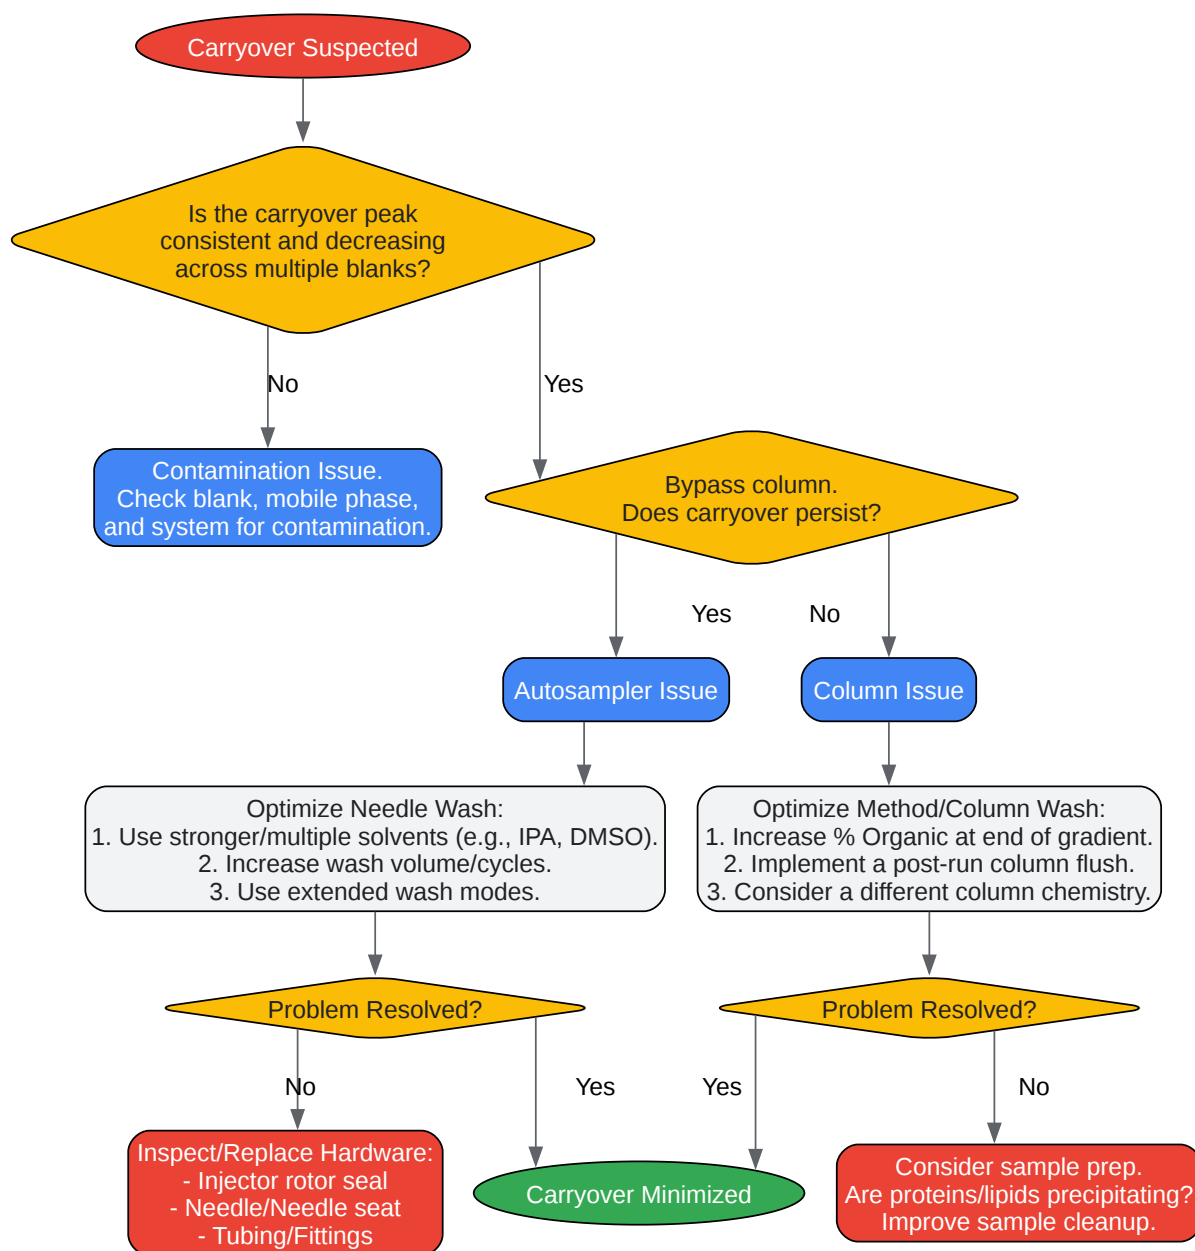 Carryover Suspected
Is the carryover peak
consistent and decreasing
across multiple blanks?
No
Yes
Contamination Issue.
Check blank, mobile phase,
and system for contamination.
Bypass column.
Does carryover persist?
Yes
No
Autosampler Issue
Column Issue
Optimize Needle Wash:
1. Use stronger/multiple solvents (e.g., IPA, DMSO).
2. Increase wash volume/cycles.
3. Use extended wash modes.
Optimize Method/Column Wash:
1. Increase % Organic at end of gradient.
2. Implement a post-run column flush.
3. Consider a different column chemistry.
Problem Resolved?
Problem Resolved?
No
Yes
Yes
No
Inspect/Replace Hardware:
- Injector rotor seal
- Needle/Needle seat
- Tubing/Fittings
Carryover Minimized
Consider sample prep.
Are proteins/lipids precipitating?
Improve sample cleanup.